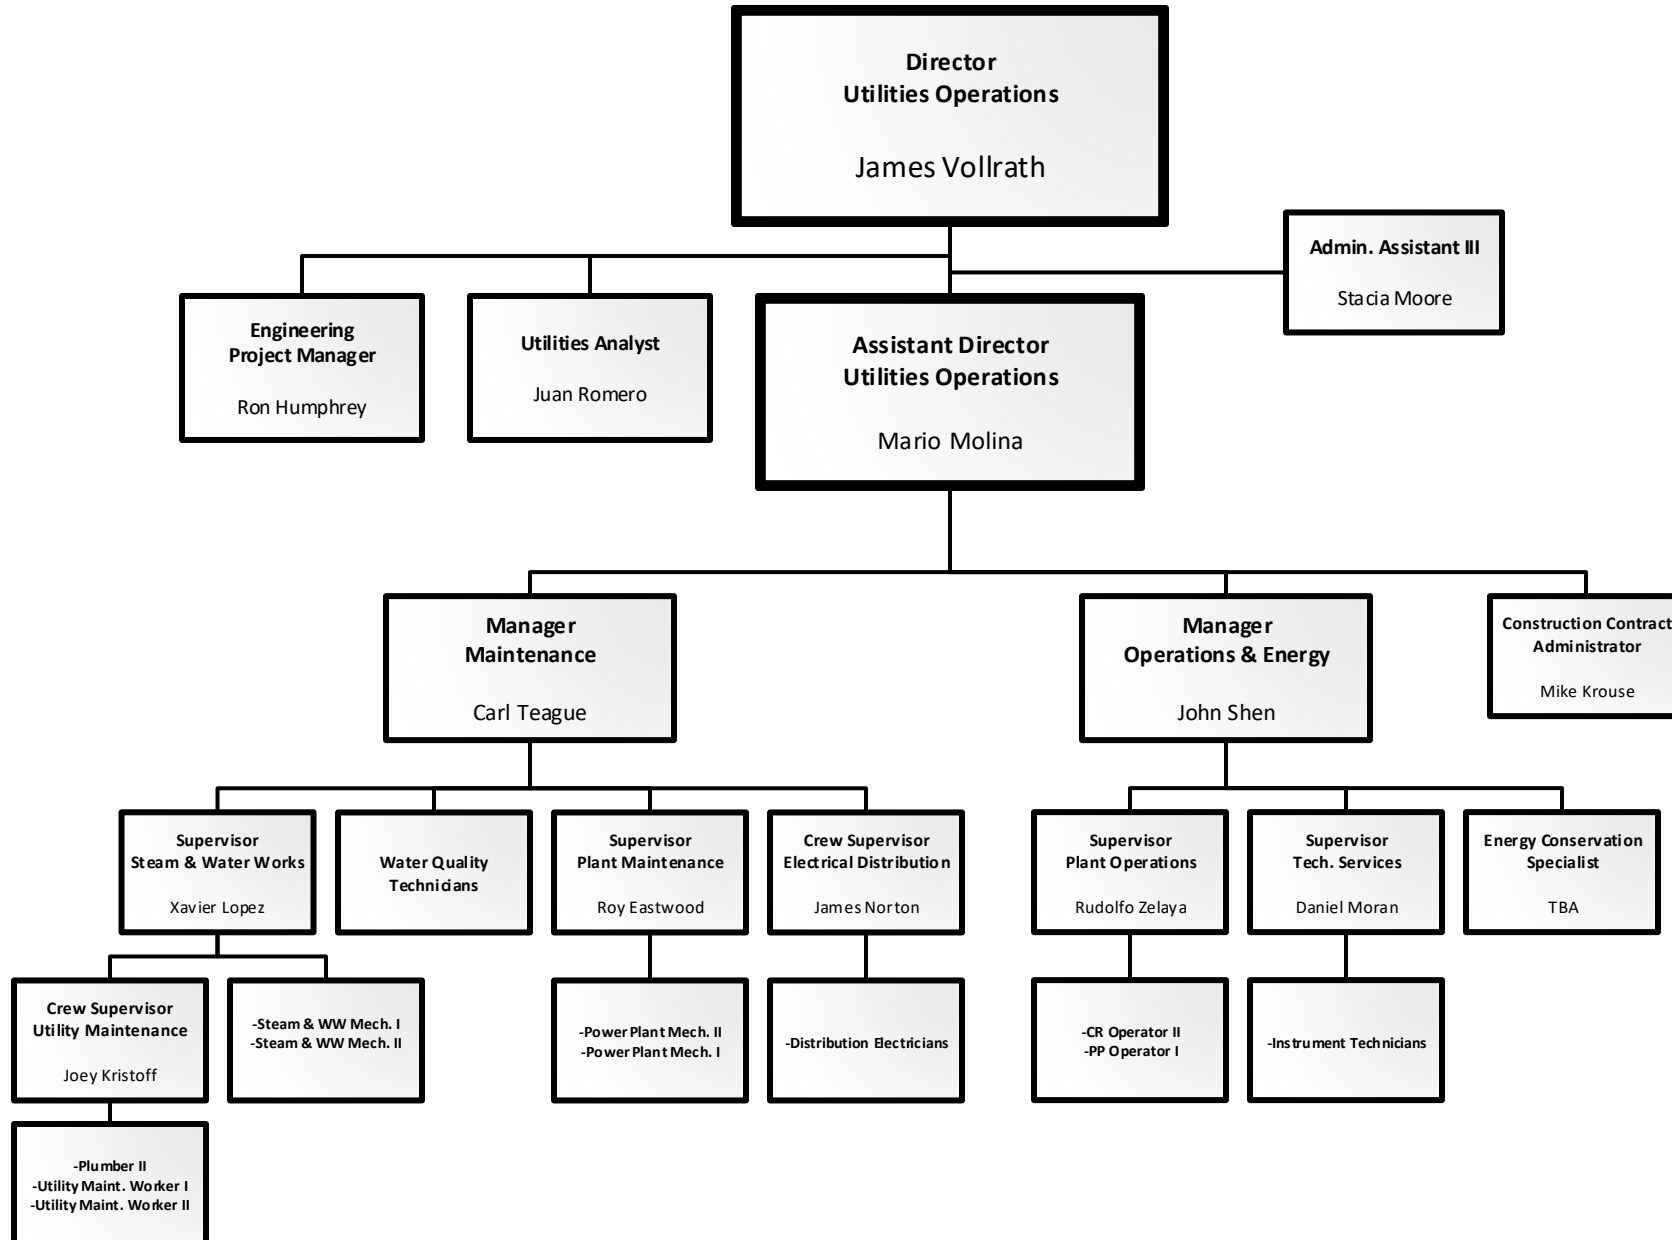 Director
Utilities Operations
James Vollrath
Admin. Assistant III
Stacia Moore
Engineering
Project Manager
Ron Humphrey
Utilities Analyst
Juan Romero
Assistant Director
Utilities Operations
Mario Molina
Manager
Maintenance
Carl Teague
Manager
Operations & Energy
John Shen
Construction Contract
Administrator
Mike Krouse
Supervisor
Steam & Water Works
Xavier Lopez
Water Quality
Technicians
Supervisor
Plant Maintenance
Roy Eastwood
Crew Supervisor
Electrical Distribution
James Norton
Supervisor
Plant Operations
Rudolfo Zelaya
Supervisor
Tech. Services
Daniel Moran
Energy Conservation
Specialist
TBA
Crew Supervisor
Utility Maintenance
Joey Kristoff
-Steam & WW Mech. I
-Steam & WW Mech. II
-Power Plant Mech. II
-Power Plant Mech. I
-Distribution Electricians
-CR Operator II
-PP Operator I
-Instrument Technicians
-Plumber II
-Utility Maint. Worker I
-Utility Maint. Worker II